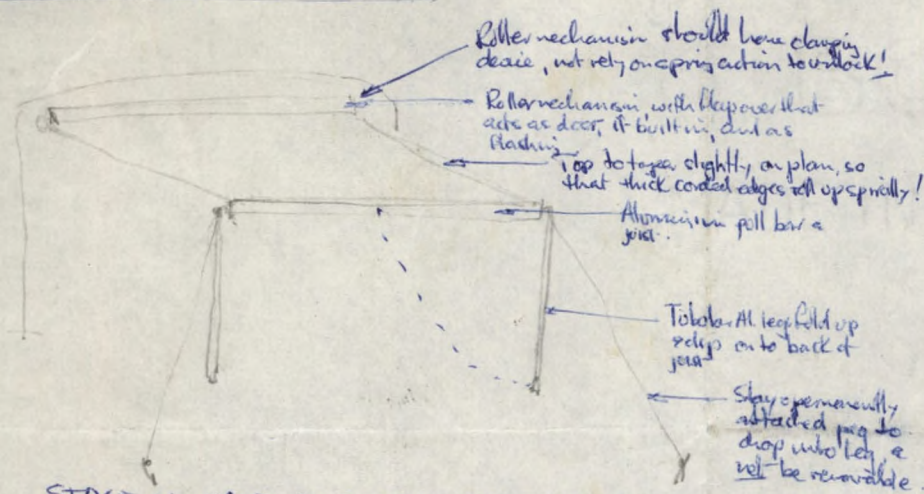 Roller mechanism should have clamping
device, not rely on spring action to unlock!
Roller mechanism, with flap over that
acts as door, if built in, and as
flashing
Top to taper slightly, on plan, so
that thick corded edges roll up spirally!
Aluminium pull bar &
joist.
Tubular Al. legs fold up
& clip on to back of
joist
Stays permanently
attached peg to
drop into leg, &
not be removable